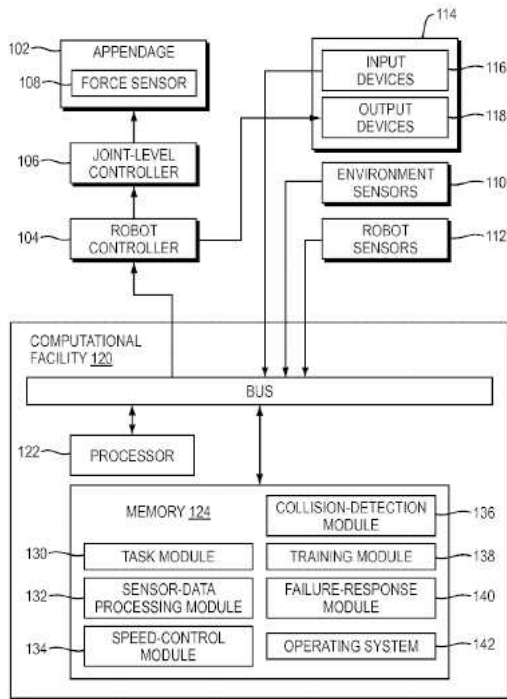 102
APPENDAGE
108
FORCE SENSOR
106
JOINT-LEVEL
CONTROLLER
104
ROBOT
CONTROLLER
114
INPUT
DEVICES
116
OUTPUT
DEVICES
118
ENVIRONMENT
SENSORS
110
ROBOT
SENSORS
112
COMPUTATIONAL
FACILITY 120
BUS
122
PROCESSOR
MEMORY 124
COLLISION-DETECTION
MODULE
136
130
TASK MODULE
TRAINING MODULE
138
132
SENSOR-DATA
PROCESSING MODULE
FAILURE-RESPONSE
MODULE
140
134
SPEED-CONTROL
MODULE
OPERATING SYSTEM
142